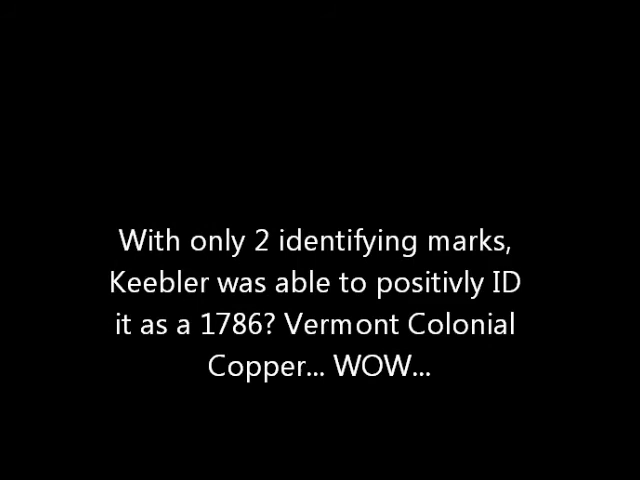 With only 2 identifying marks,
Keebler was able to positivly ID
it as a 1786? Vermont Colonial
Copper... WOW...